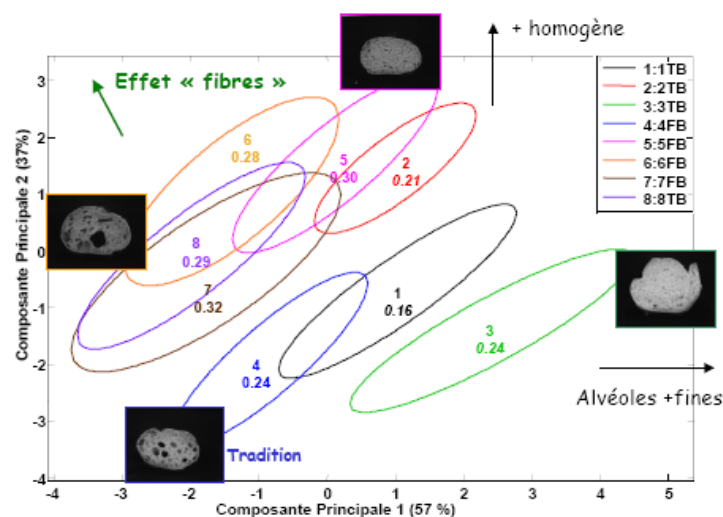 + homogène
Effet « fibres »
3
2
1
0
-1
-2
-3
-4
Composante Principale 2 (37%)
1:1TB
2:2TB
3:3TB
4:4FB
5:5FB
6:6FB
7:7FB
8:8TB
6
0.28
5
0.30
2
0.21
8
0.29
7
0.32
1
0.16
3
0.24
4
0.24
Alvéoles +fines
Tradition
-4
-3
-2
-1
0
1
2
3
4
5
Composante Principale 1 (57 %)